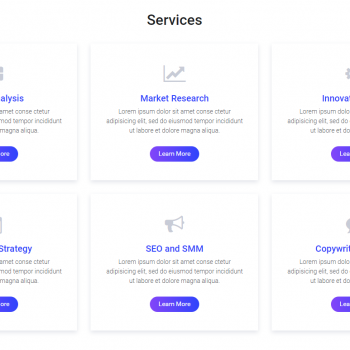 Services
alysis
amet conse ctetur
eiusmod tempor incididunt
magna aliqua.
ore
Market Research
Lorem ipsum dolor sit amet conse ctetur
adipisicing elit, sed do eiusmod tempor incididunt
ut labore et dolore magna aliqua.
Learn More
Innovat
Lorem ipsum dolor si
adipisicing elit, sed do eiu
ut labore et dolor
Lea
Strategy
amet conse ctetur
eiusmod tempor incididunt
magna aliqua.
ore
SEO and SMM
Lorem ipsum dolor sit amet conse ctetur
adipisicing elit, sed do eiusmod tempor incididunt
ut labore et dolore magna aliqua.
Learn More
Copywrit
Lorem ipsum dolor si
adipisicing elit, sed do eiu
ut labore et dolor
Lea